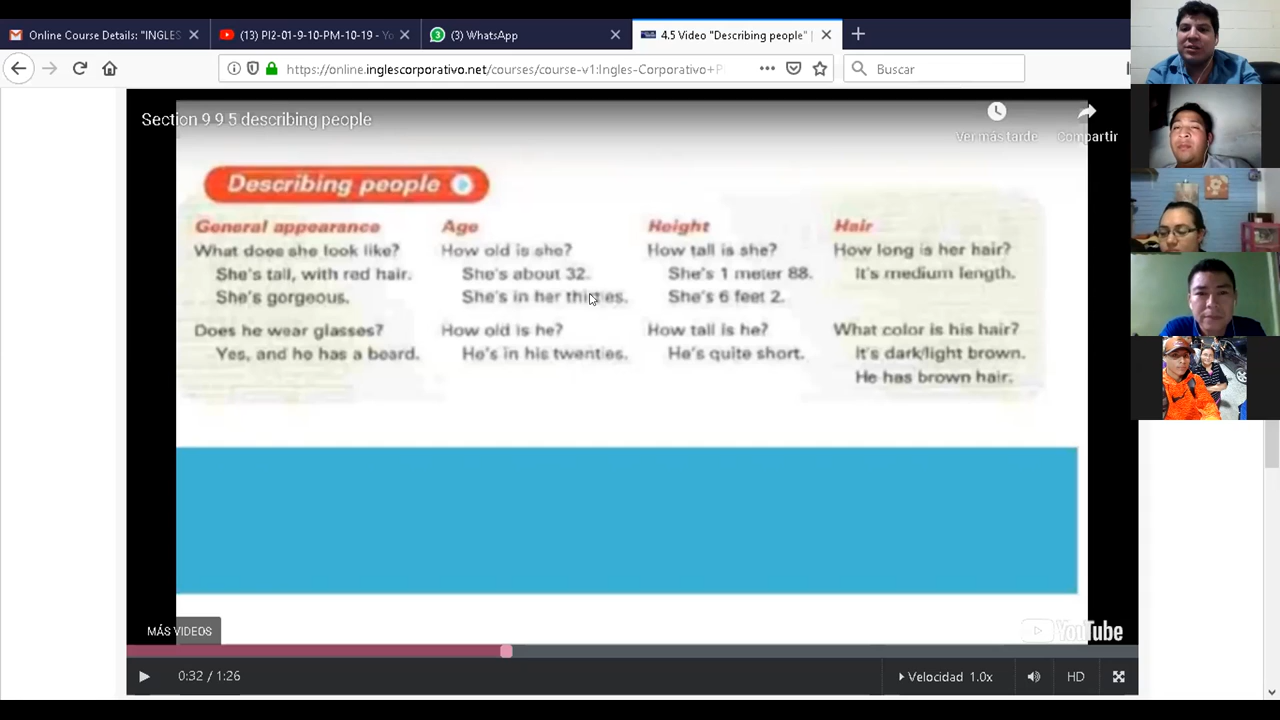 Online Course Details: "INGLES
(13) PI2-01-9-10-PM-10-19 - Yo
(3) WhatsApp
4.5 Video "Describing people" |
https://online.inglescorporativo.net/courses/course-v1:Ingles-Corporativo+P
Buscar
Section 9 9 5 describing people
Ver más tarde
Compartir
Describing people
General appearance
What does she look like?
She's tall, with red hair.
She's gorgeous.
Does he wear glasses?
Yes, and he has a beard.
Age
How old is she?
She's about 32.
She's in her thirties.
How old is he?
He's in his twenties.
Height
How tall is she?
She's 1 meter 88.
She's 6 feet 2.
How tall is he?
He's quite short.
Hair
How long is her hair?
It's medium length.
What color is his hair?
It's dark/light brown.
He has brown hair.
MÁS VIDEOS
YouTube
0:32 / 1:26
Velocidad 1.0x
HD